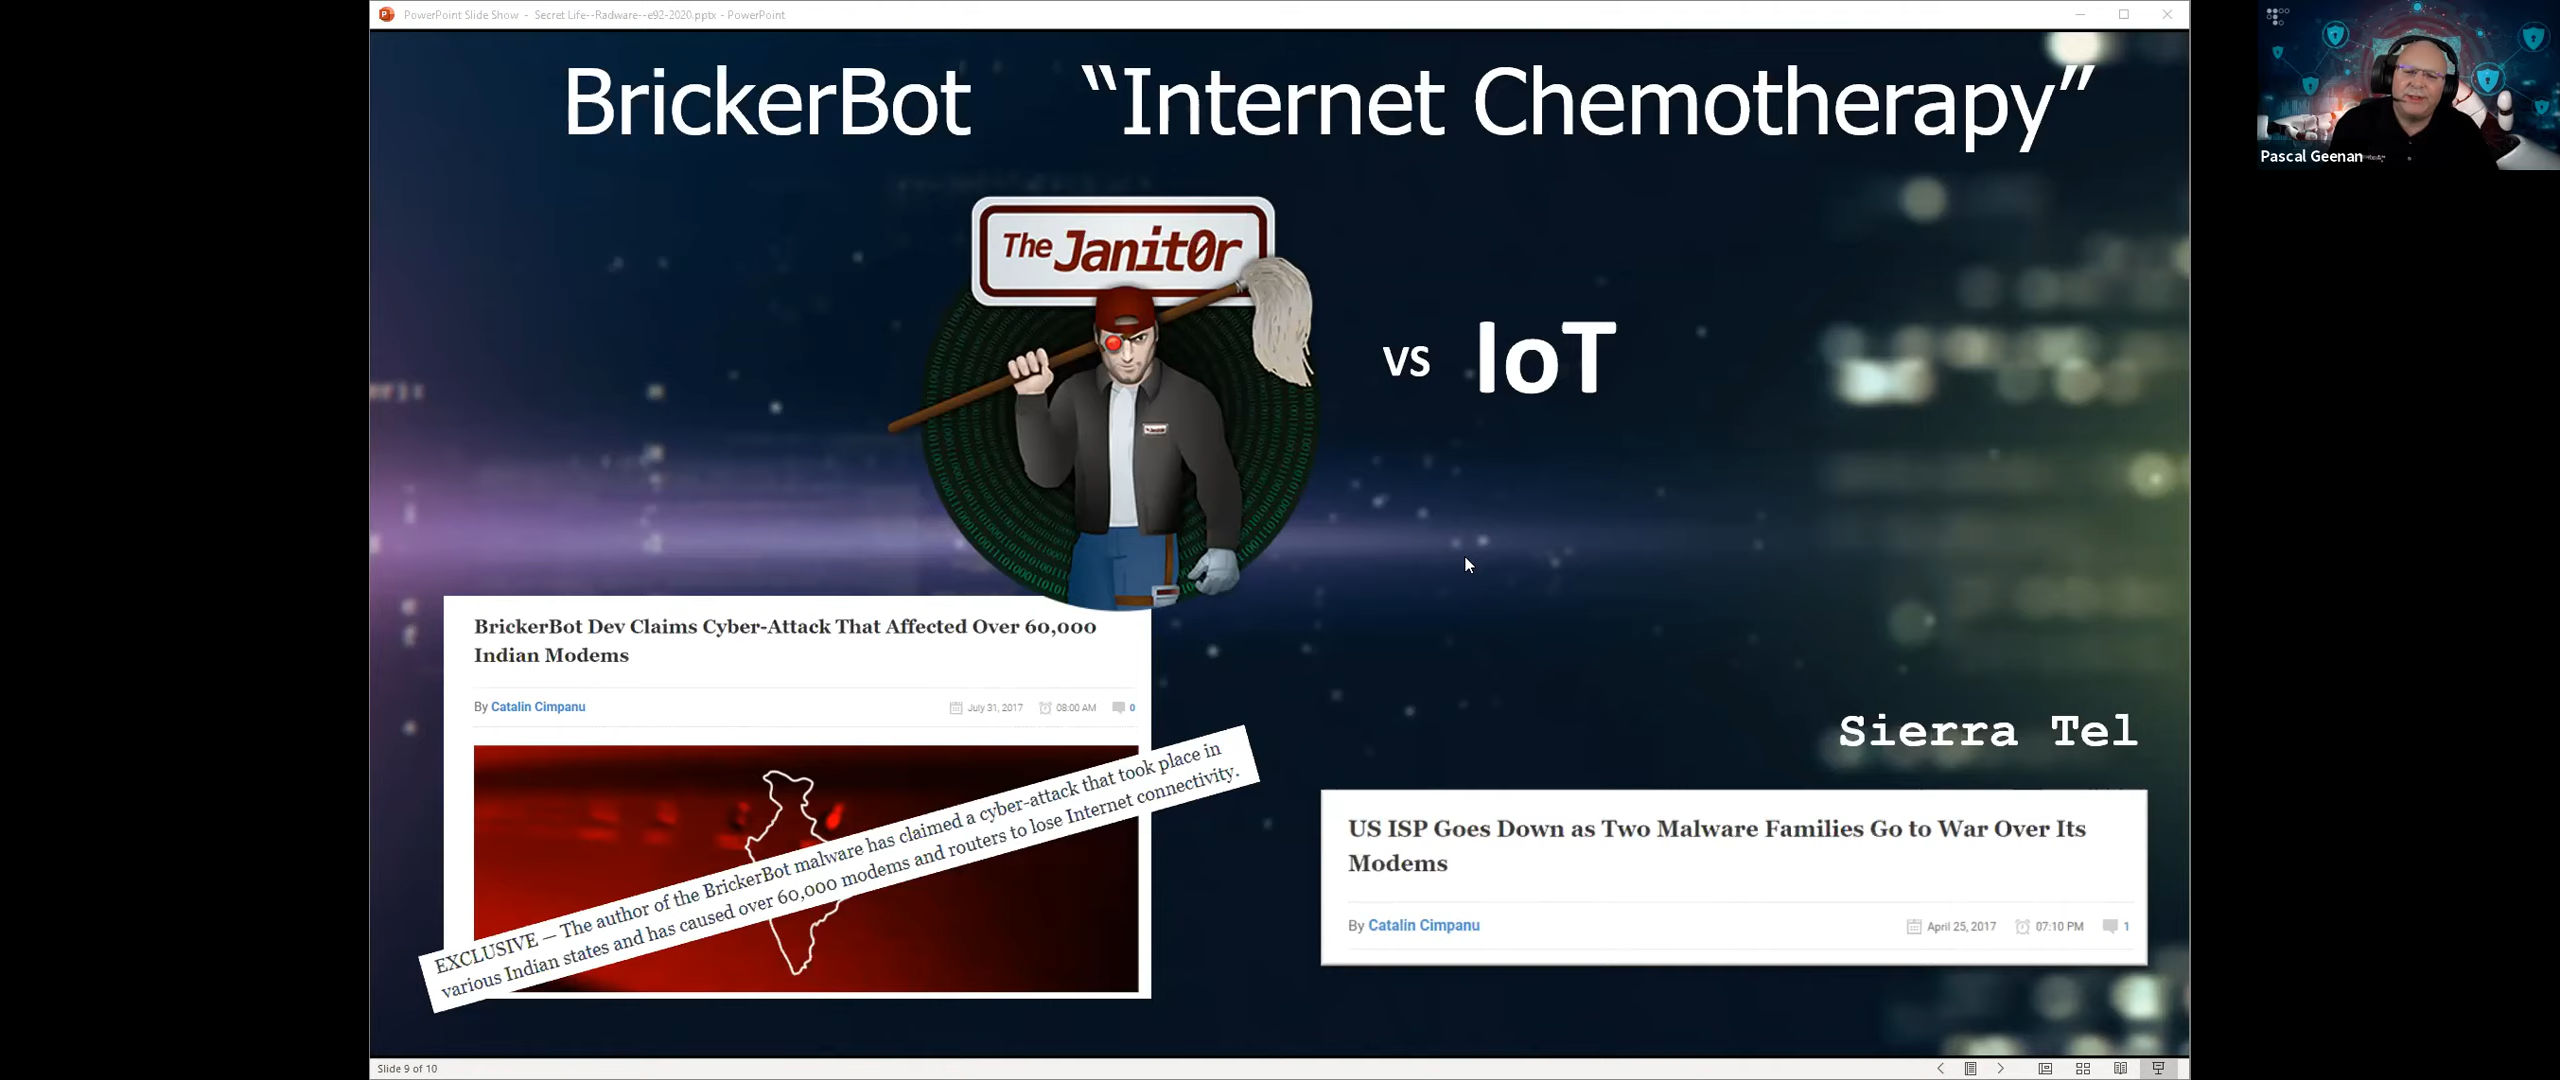 PowerPoint Slide Show - Secret Life--Radware--e92-2020.pptx - PowerPoint
BrickerBot “Internet Chemotherapy”
The Janit0r
vs IoT
BrickerBot Dev Claims Cyber-Attack That Affected Over 60,000
Indian Modems
By Catalin Cimpanu
July 31, 2017 08:00 AM 0
EXCLUSIVE — The author of the BrickerBot malware has claimed a cyber-attack that took place in
various Indian states and has caused over 60,000 modems and routers to lose Internet connectivity.
Sierra Tel
US ISP Goes Down as Two Malware Families Go to War Over Its
Modems
By Catalin Cimpanu
April 25, 2017 07:10 PM 1
Slide 9 of 10
Pascal Geenan